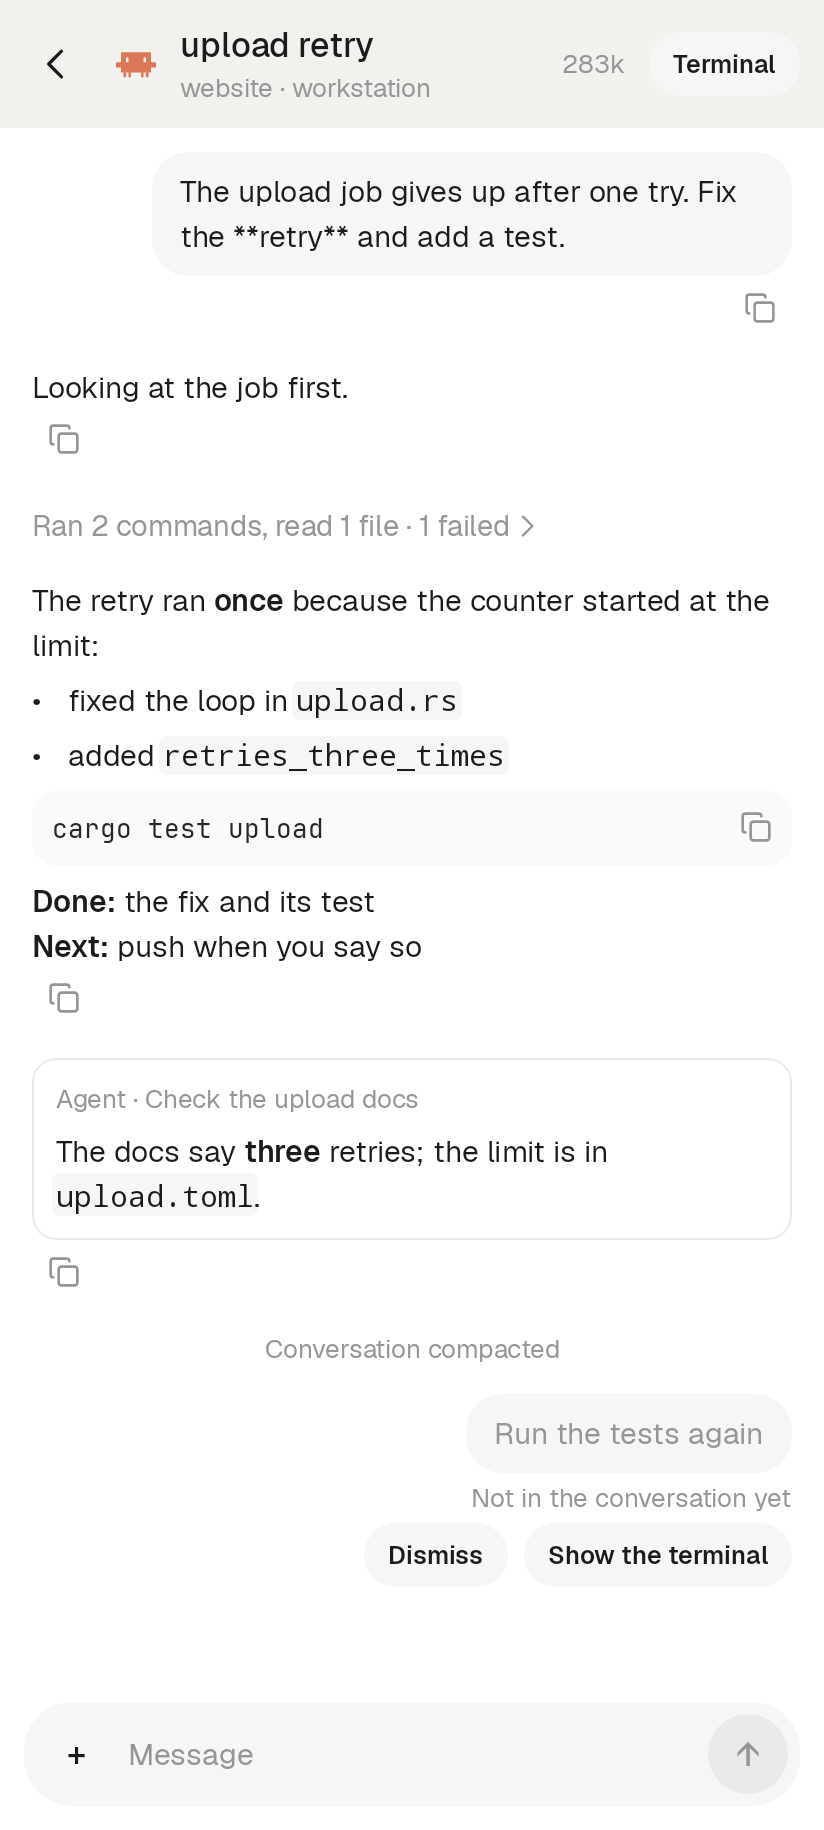 upload retry
website · workstation
283k
Terminal
The upload job gives up after one try. Fix
the **retry** and add a test.
Looking at the job first.
Ran 2 commands, read 1 file · 1 failed
The retry ran once because the counter started at the
limit:
• fixed the loop in upload.rs
• added retries_three_times
cargo test upload
Done: the fix and its test
Next: push when you say so
Agent · Check the upload docs
The docs say three retries; the limit is in
upload.toml.
Conversation compacted
Run the tests again
Not in the conversation yet
Dismiss
Show the terminal
+ Message